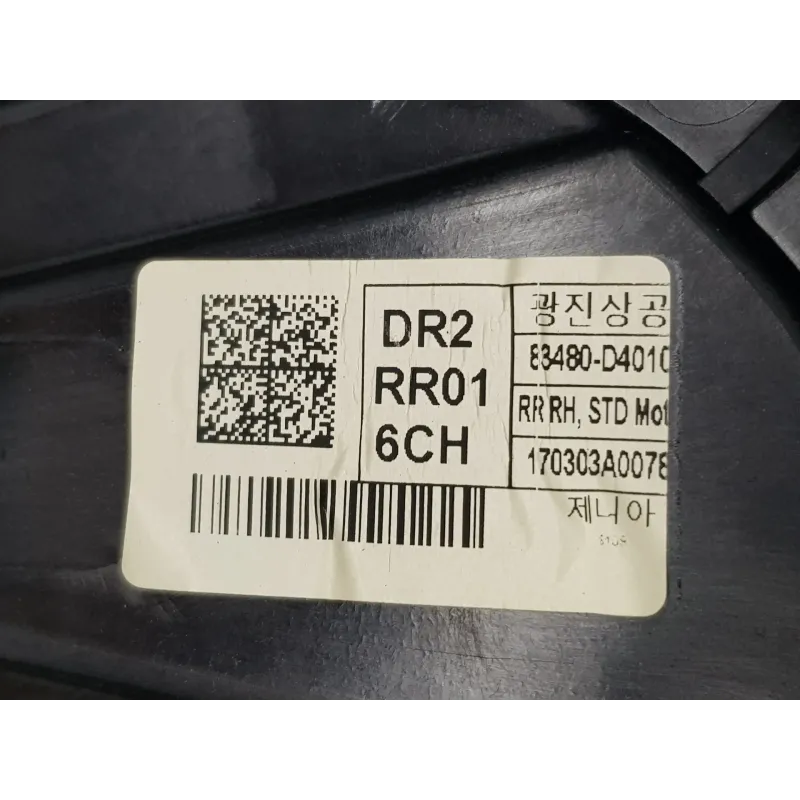 DR2
RR01
6CH
광진상공
83480-D4010
RR RH, STD Mot
170303A0078
제니아